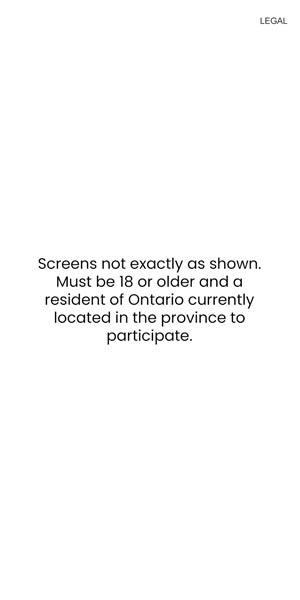 LEGAL
Screens not exactly as shown.
Must be 18 or older and a
resident of Ontario currently
located in the province to
participate.